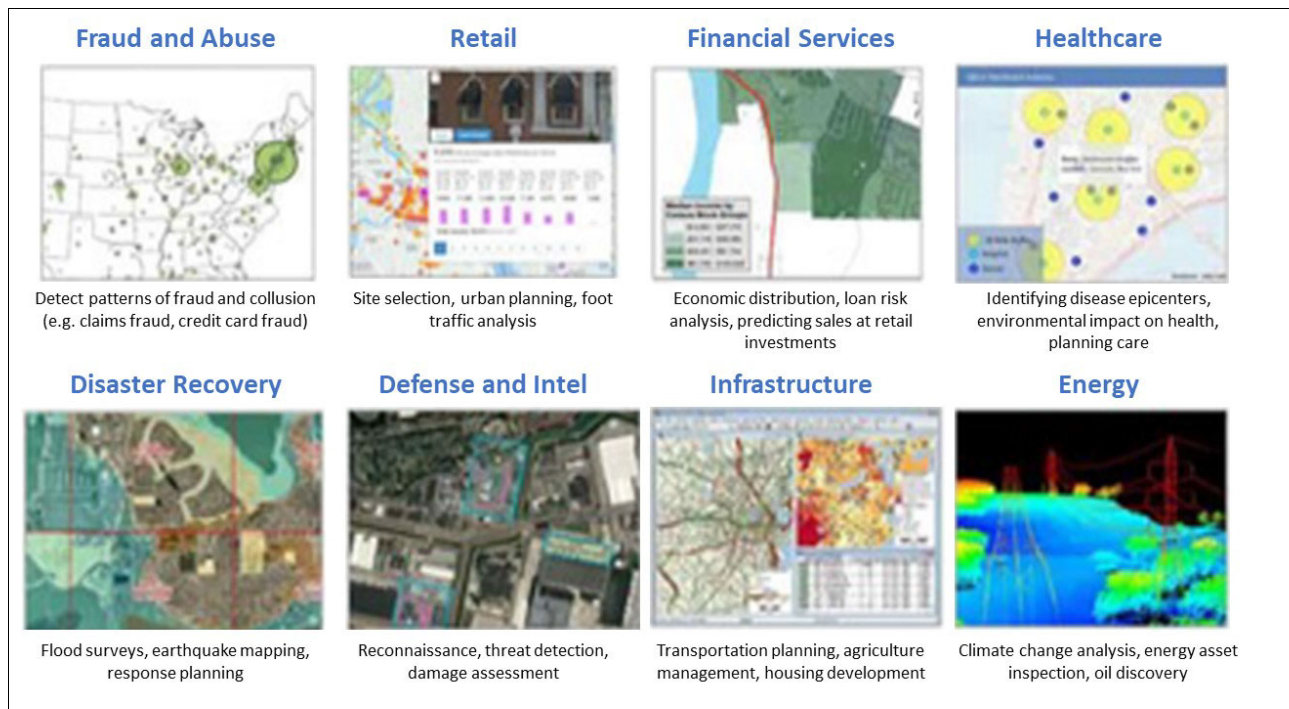 Fraud and Abuse
Retail
Financial Services
Healthcare
Detect patterns of fraud and collusion
(e.g. claims fraud, credit card fraud)
Site selection, urban planning, foot
traffic analysis
Economic distribution, loan risk
analysis, predicting sales at retail
investments
Identifying disease epicenters,
environmental impact on health,
planning care
Disaster Recovery
Defense and Intel
Infrastructure
Energy
Flood surveys, earthquake mapping,
response planning
Reconnaissance, threat detection,
damage assessment
Transportation planning, agriculture
management, housing development
Climate change analysis, energy asset
inspection, oil discovery